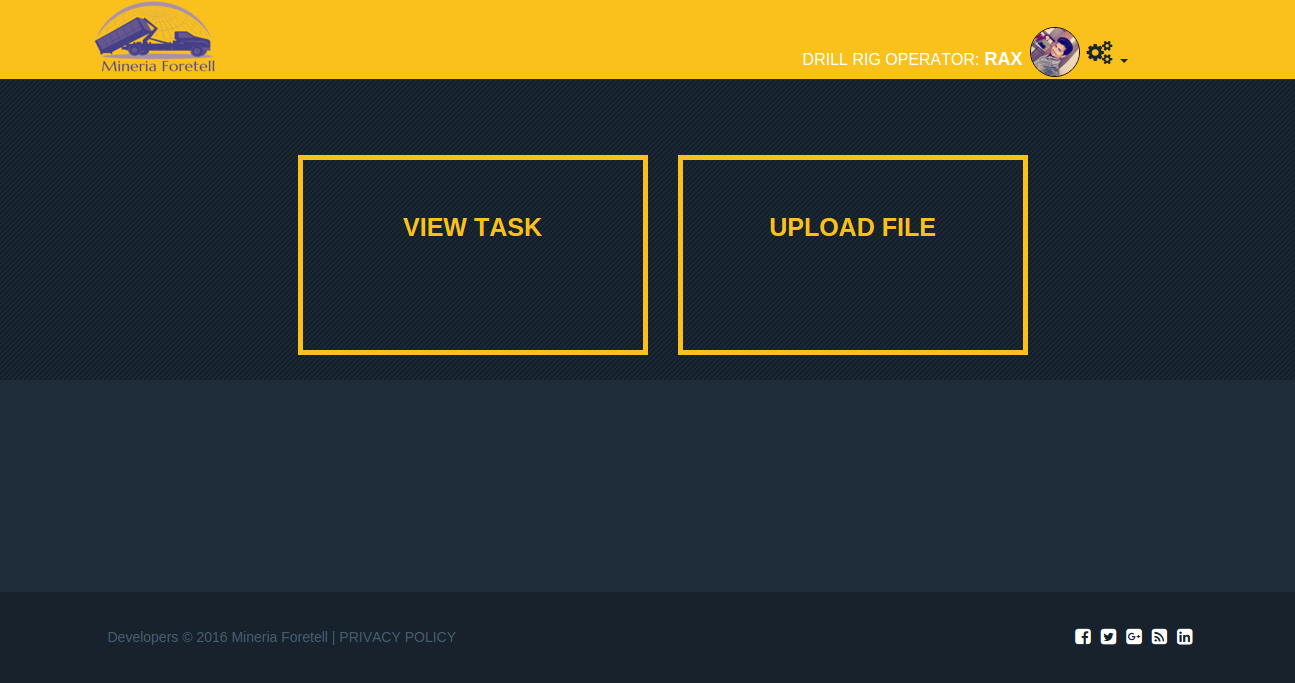 Mineria Foretell
DRILL RIG OPERATOR: RAX
VIEW TASK
UPLOAD FILE
Developers © 2016 Mineria Foretell | PRIVACY POLICY